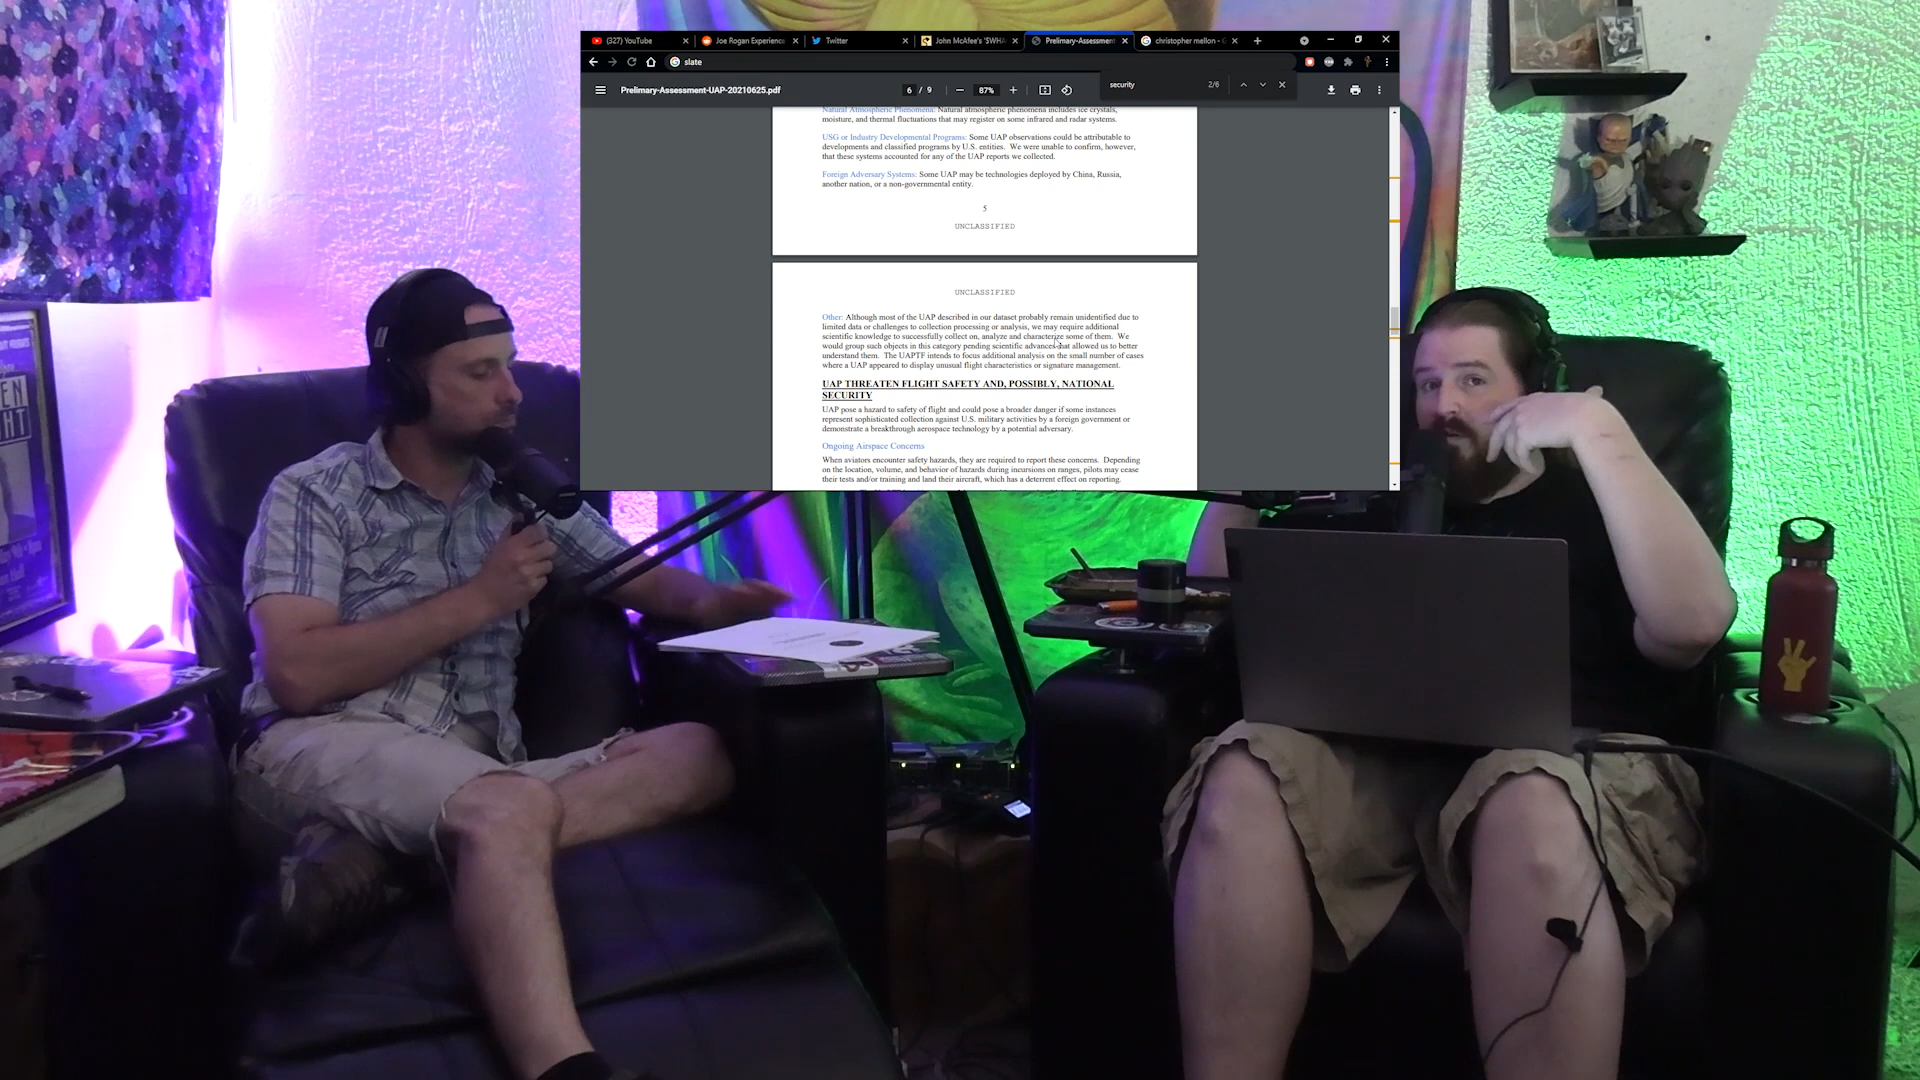 (327) YouTube
Joe Rogan Experience
Twitter
John McAfee's '$WHA
Prelimary-Assessment
christopher mellon - G
slate
Prelimary-Assessment-UAP-20210625.pdf
6 / 9
87%
security
2/6
Natural Atmospheric Phenomena: Natural atmospheric phenomena includes ice crystals,
moisture, and thermal fluctuations that may register on some infrared and radar systems.
USG or Industry Developmental Programs: Some UAP observations could be attributable to
developments and classified programs by U.S. entities. We were unable to confirm, however,
that these systems accounted for any of the UAP reports we collected.
Foreign Adversary Systems: Some UAP may be technologies deployed by China, Russia,
another nation, or a non-governmental entity.
5
UNCLASSIFIED
UNCLASSIFIED
Other: Although most of the UAP described in our dataset probably remain unidentified due to
limited data or challenges to collection processing or analysis, we may require additional
scientific knowledge to successfully collect on, analyze and characterize some of them. We
would group such objects in this category pending scientific advances that allowed us to better
understand them. The UAPTF intends to focus additional analysis on the small number of cases
where a UAP appeared to display unusual flight characteristics or signature management.
UAP THREATEN FLIGHT SAFETY AND, POSSIBLY, NATIONAL
SECURITY
UAP pose a hazard to safety of flight and could pose a broader danger if some instances
represent sophisticated collection against U.S. military activities by a foreign government or
demonstrate a breakthrough aerospace technology by a potential adversary.
Ongoing Airspace Concerns
When aviators encounter safety hazards, they are required to report these concerns. Depending
on the location, volume, and behavior of hazards during incursions on ranges, pilots may cease
their tests and/or training and land their aircraft, which has a deterrent effect on reporting.